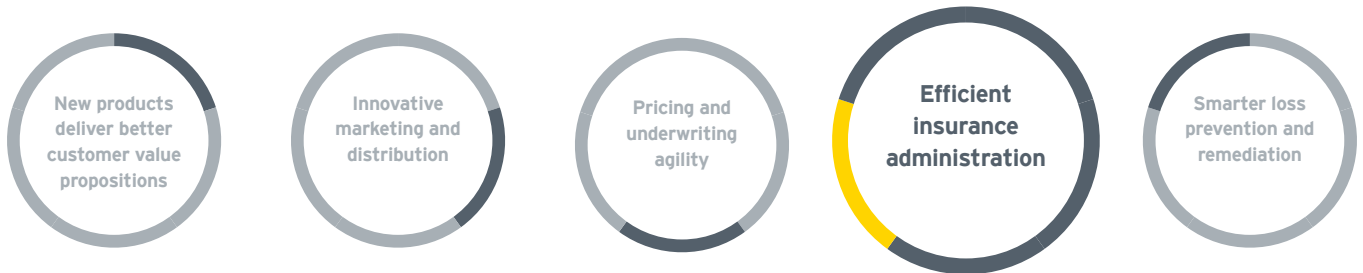 New products
deliver better
customer value
propositions
Innovative
marketing and
distribution
Pricing and
underwriting
agility
Efficient
insurance
administration
Smarter loss
prevention and
remediation